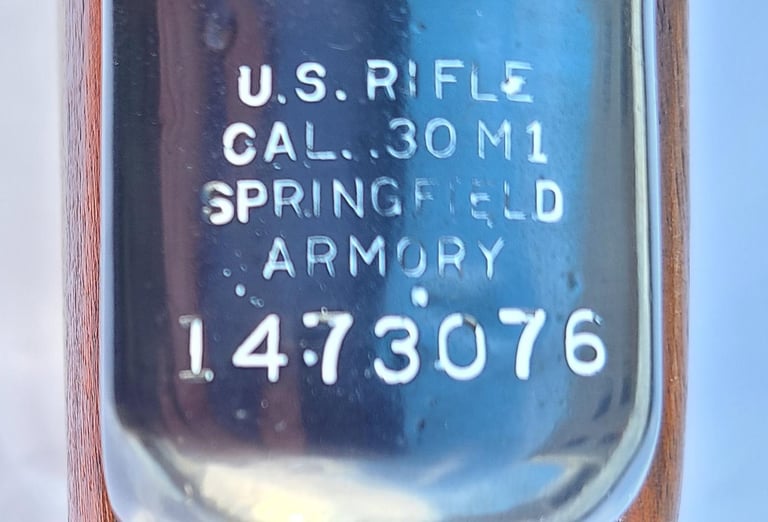 U.S. RIFLE
CAL. .30 M1
SPRINGFIELD
ARMORY
1473076